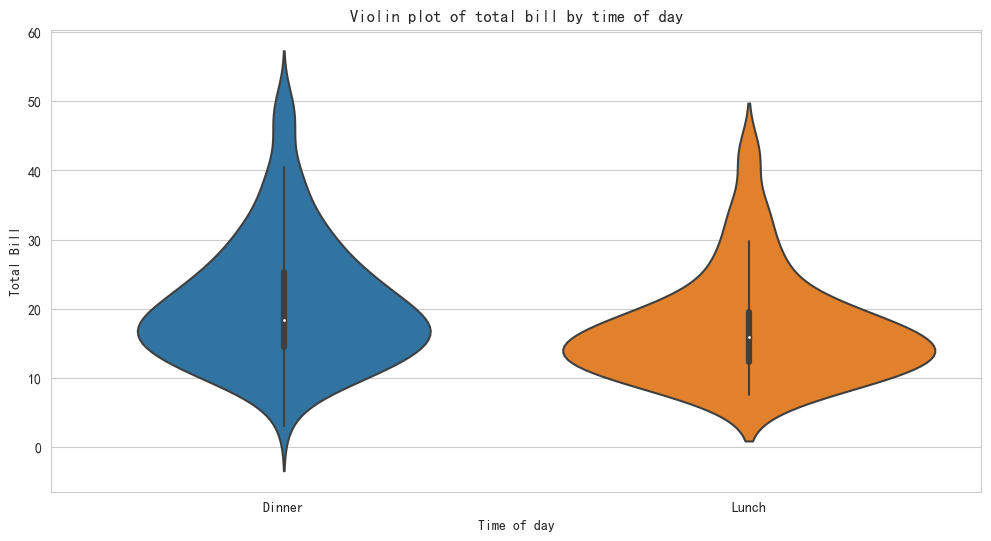 Violin plot of total bill by time of day
60
50
40
30
20
10
0
Total Bill
Dinner
Lunch
Time of day